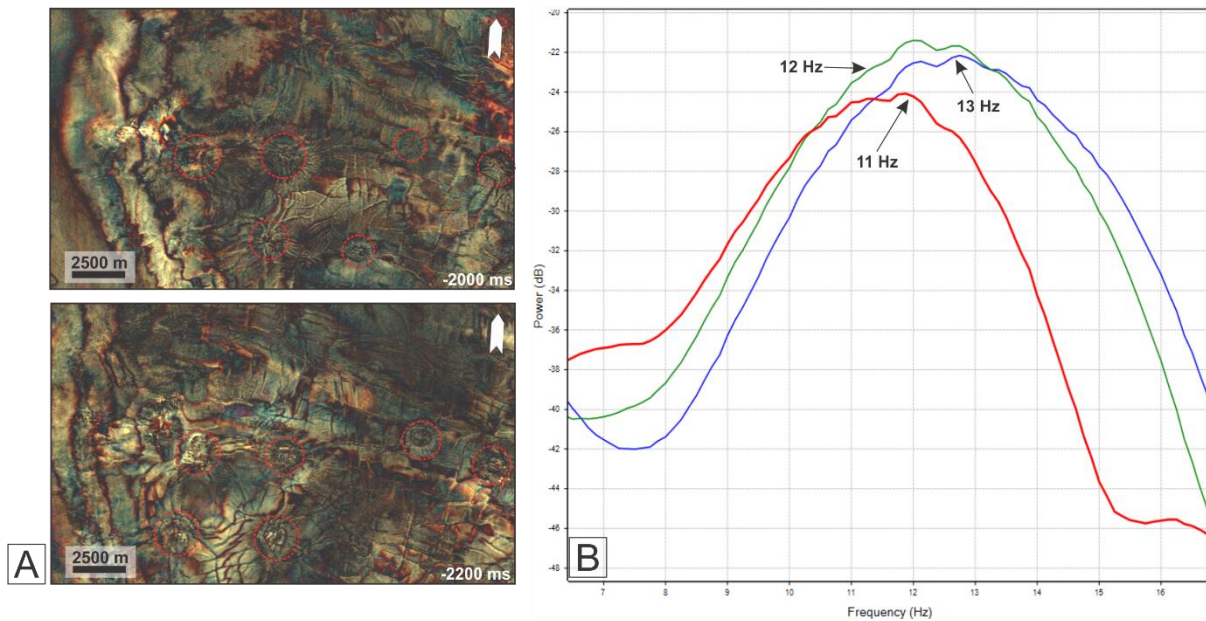 2500 m
-2000 ms
2500 m
-2200 ms
A
-20
-22
-24
-26
-28
-30
-32
-34
-36
-38
-40
-42
-44
-46
-48
Power (dB)
12 Hz
13 Hz
11 Hz
B
7 8 9 10 11 12 13 14 15 16
Frequency (Hz)